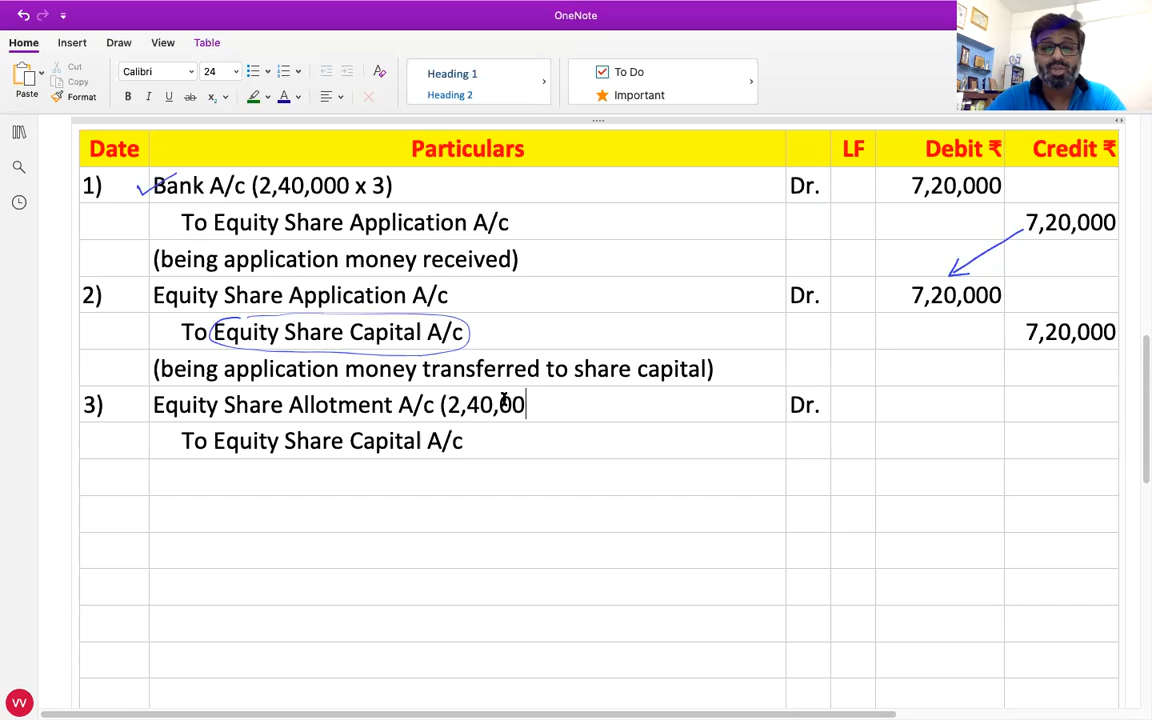 OneNote
Home Insert Draw View Table
Paste
Cut
Copy
Format
Calibri 24
B I U ab x₂ A
Heading 1
Heading 2
To Do
Important
Date Particulars LF Debit ₹ Credit ₹
1) Bank A/c (2,40,000 x 3) Dr. 7,20,000
To Equity Share Application A/c 7,20,000
(being application money received)
2) Equity Share Application A/c Dr. 7,20,000
To Equity Share Capital A/c 7,20,000
(being application money transferred to share capital)
3) Equity Share Allotment A/c (2,40,00 Dr.
To Equity Share Capital A/c
VV